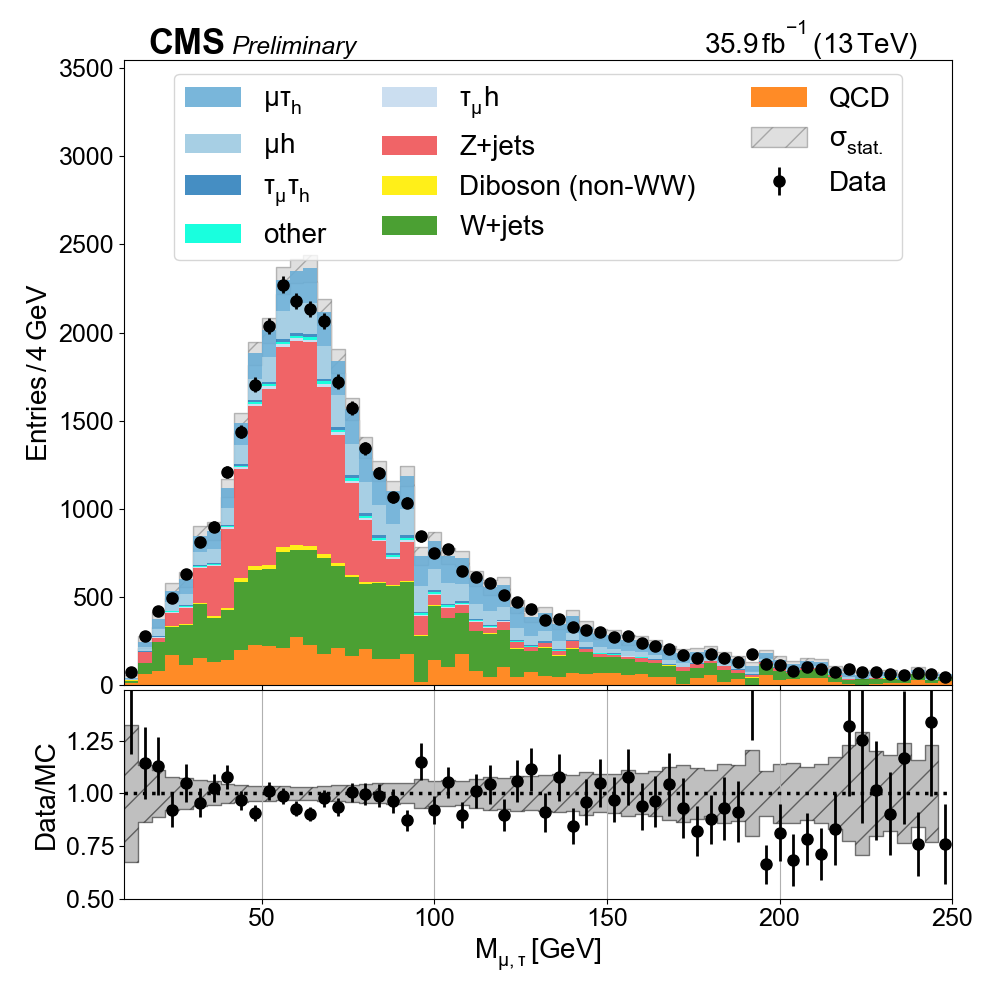 CMS Preliminary 35.9 fb⁻¹ (13 TeV)
3500
3000
2500
2000
1500
1000
500
0
Entries / 4 GeV
μτₕ
μh
τ_μτₕ
other
τ_μh
Z+jets
Diboson (non-WW)
W+jets
QCD
σ_stat.
Data
1.25
1.00
0.75
0.50
Data/MC
50 100 150 200 250
M_μ, τ [GeV]